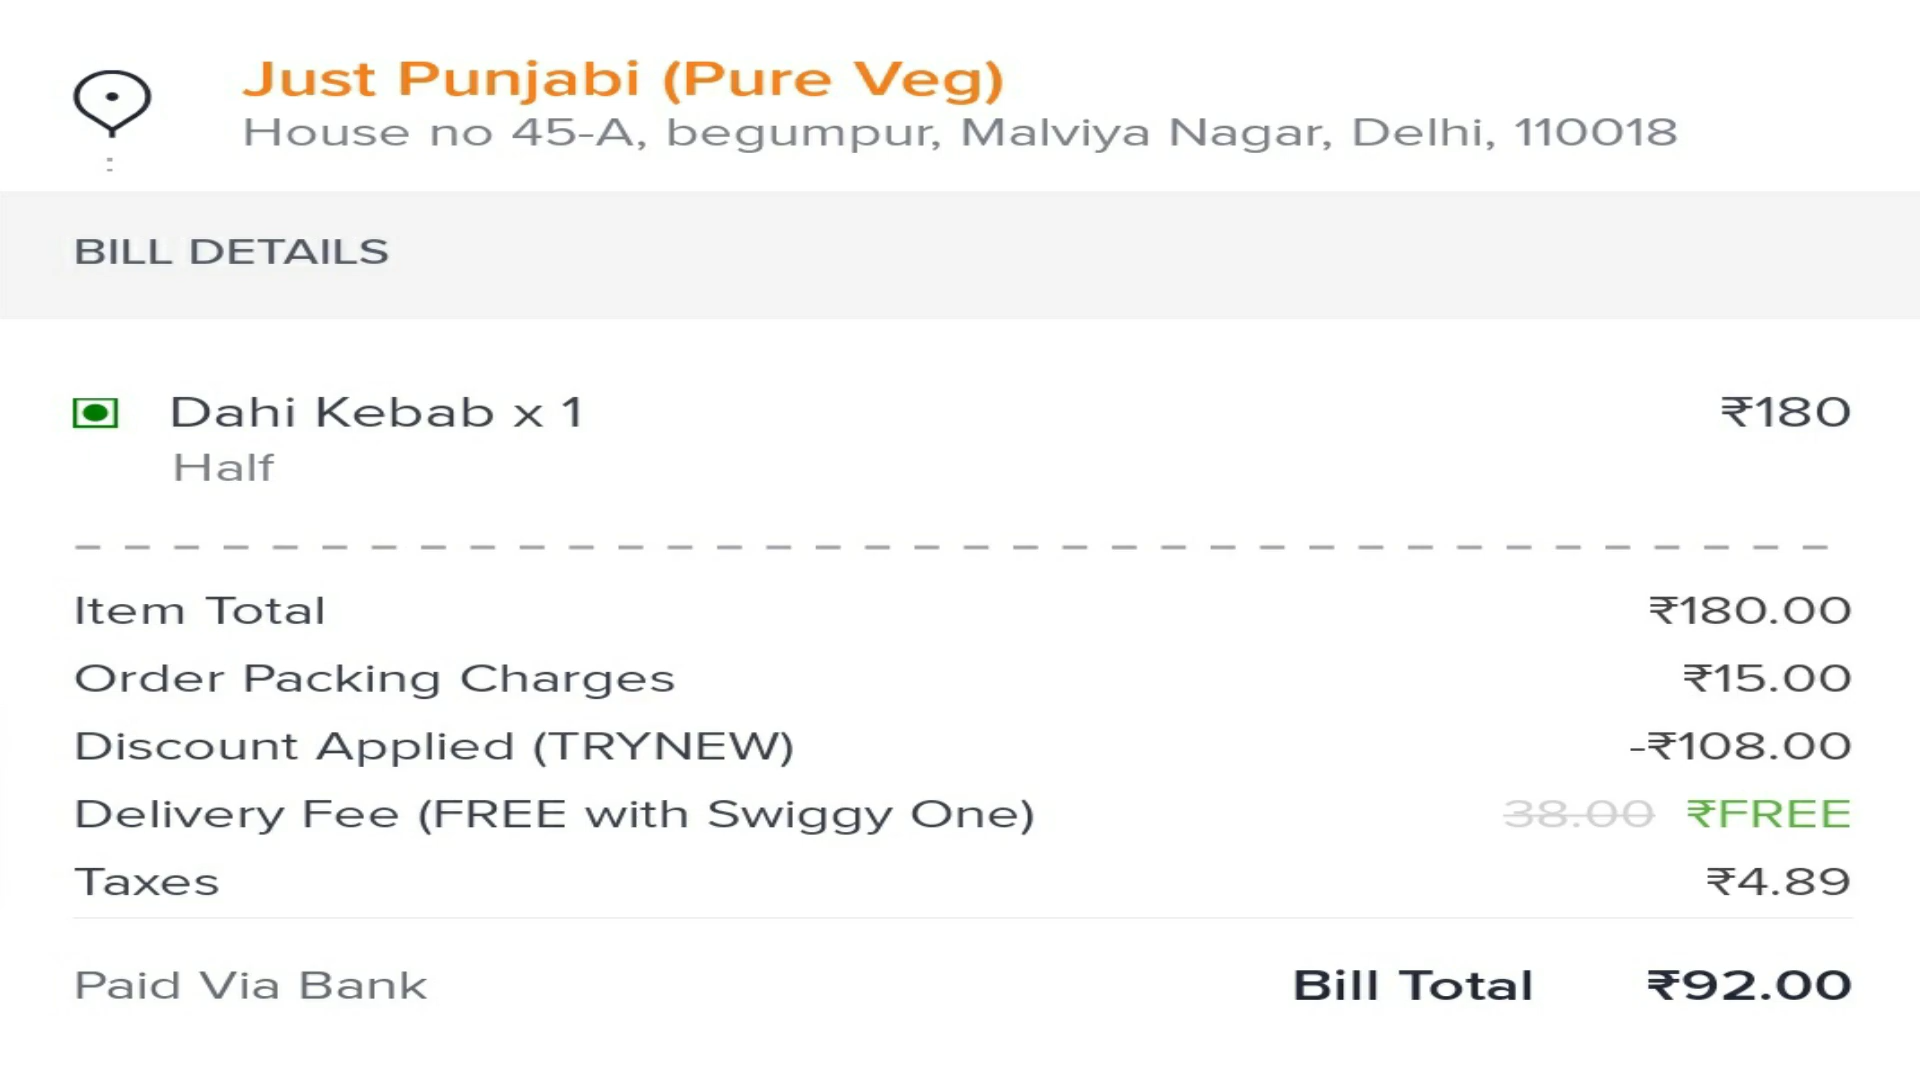 Just Punjabi (Pure Veg)
House no 45-A, begumpur, Malviya Nagar, Delhi, 110018
BILL DETAILS
Dahi Kebab x 1 ₹180
Half
Item Total ₹180.00
Order Packing Charges ₹15.00
Discount Applied (TRYNEW) -₹108.00
Delivery Fee (FREE with Swiggy One) 38.00 ₹FREE
Taxes ₹4.89
Paid Via Bank Bill Total ₹92.00